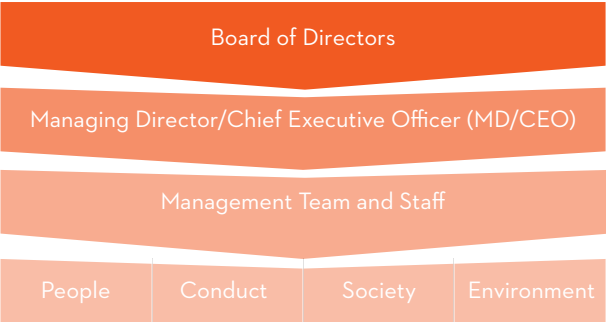 Board of Directors
Managing Director/Chief Executive Officer (MD/CEO)
Management Team and Staff
People Conduct Society Environment